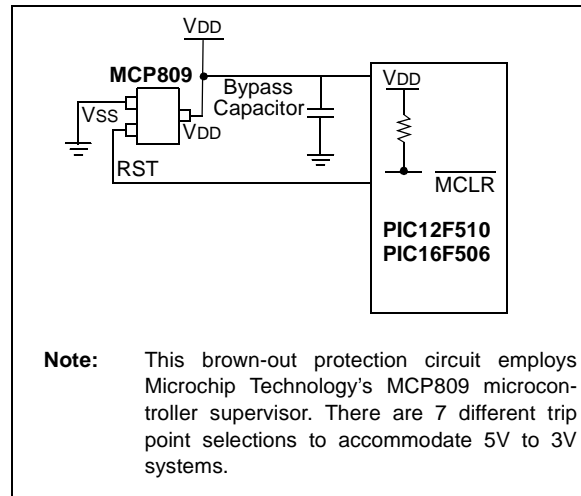 VDD
MCP809
Bypass
Capacitor
VDD
VSS
VDD
RST
MCLR
PIC12F510
PIC16F506
Note: This brown-out protection circuit employs
Microchip Technology's MCP809 microcon-
troller supervisor. There are 7 different trip
point selections to accommodate 5V to 3V
systems.